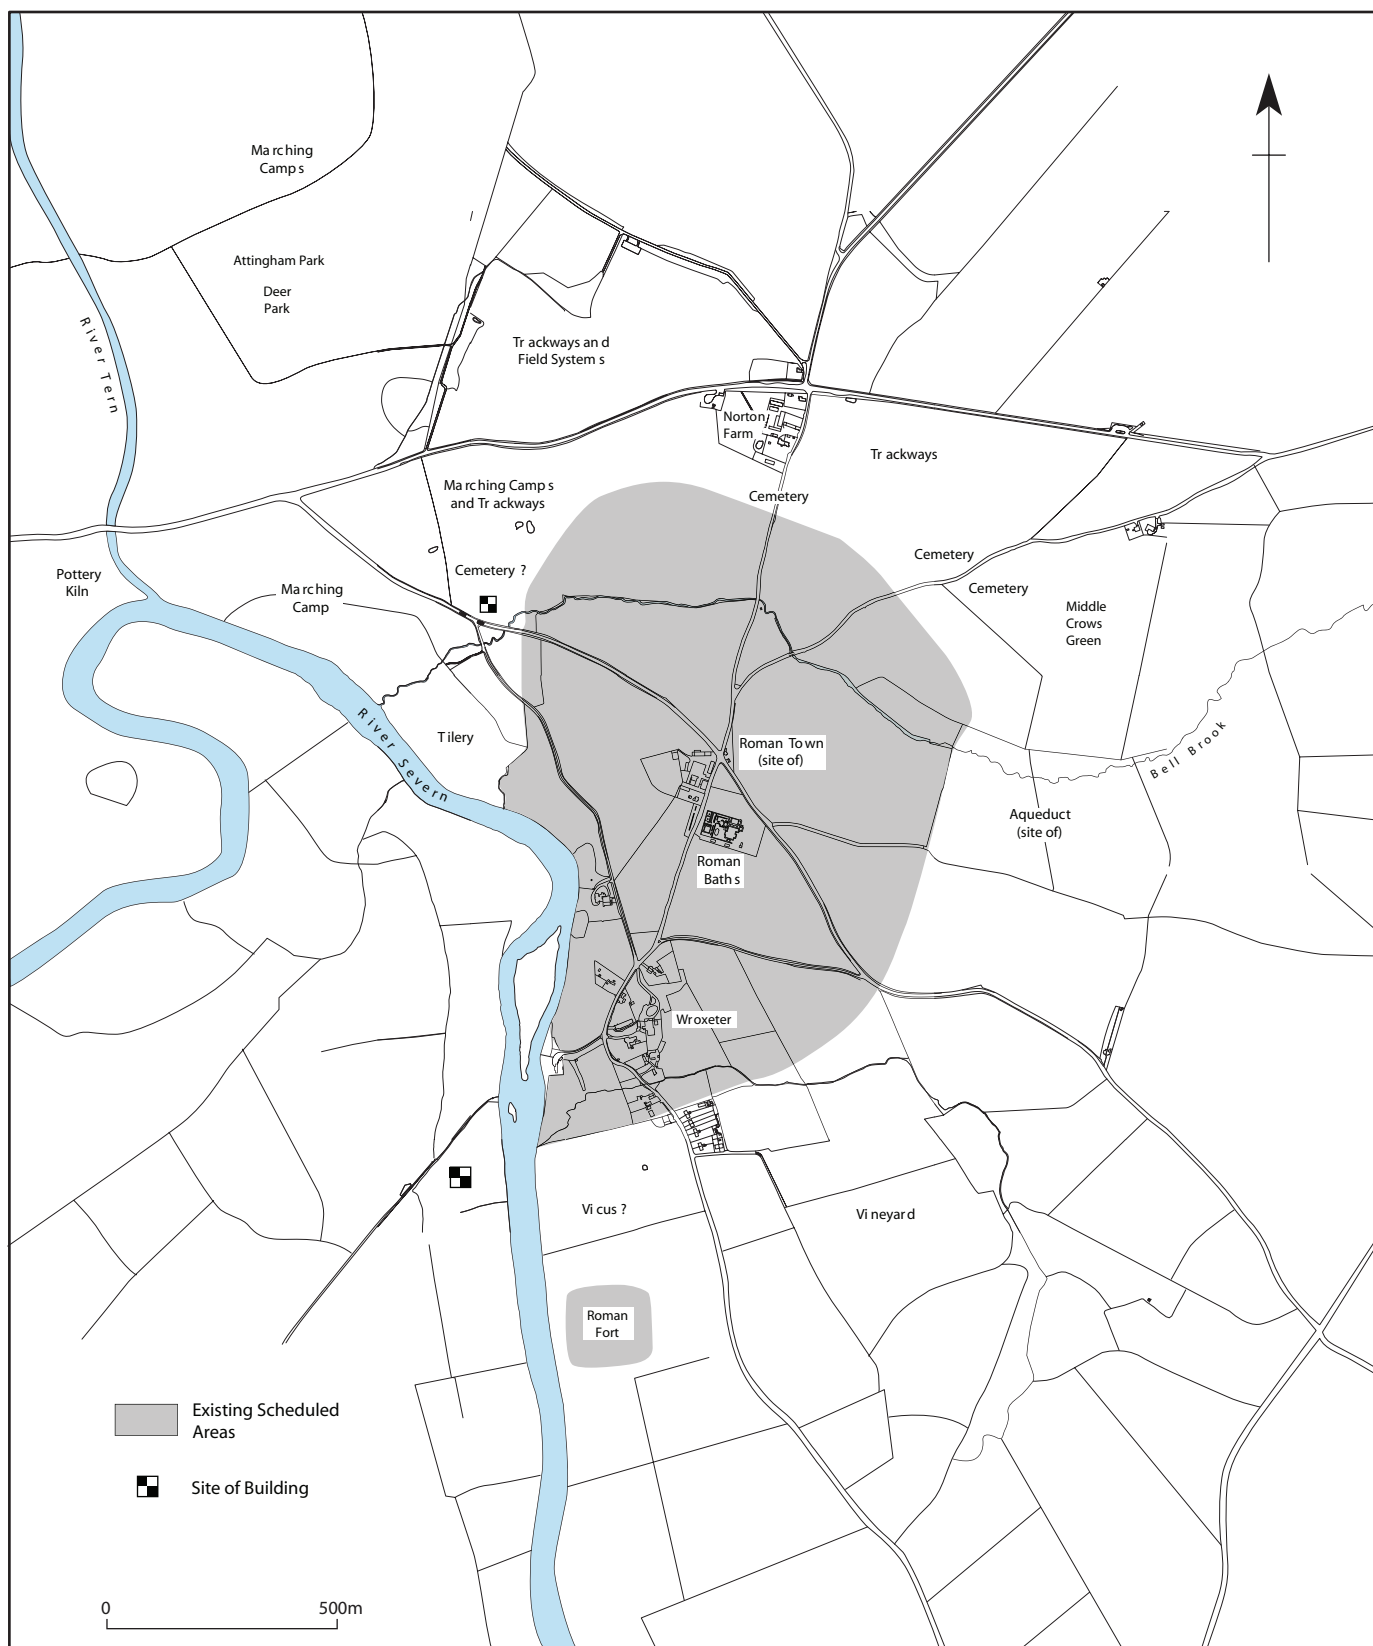 Marching
Camps
Attingham Park
Deer
Park
River Tern
Trackways and
Field Systems
Norton
Farm
Trackways
Marching Camps
and Trackways
Cemetery
Cemetery
Cemetery ?
Cemetery
Pottery
Kiln
Marching
Camp
Middle
Crows
Green
River Severn
Tilery
Roman Town
(site of)
Bell Brook
Aqueduct
(site of)
Roman
Baths
Wroxeter
Vicus ?
Vineyard
Roman
Fort
Existing Scheduled
Areas
Site of Building
0 500m